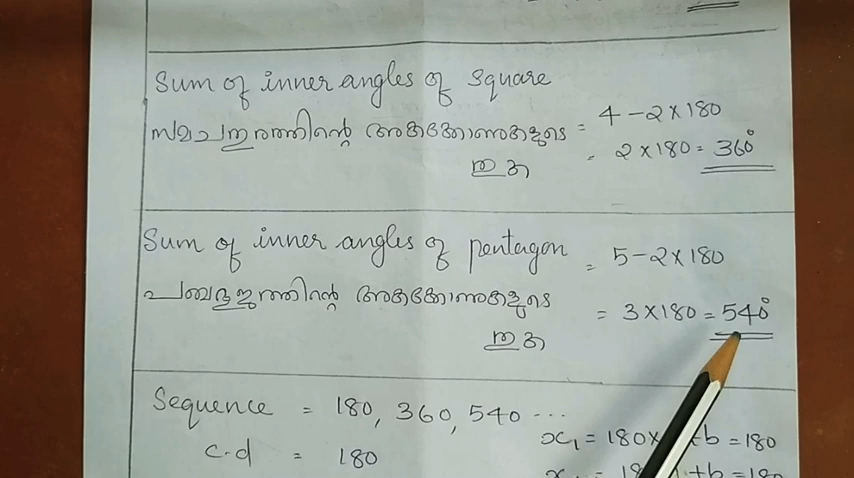 Sum of inner angles of square
സമചതുരത്തിന്റെ അകക്കോണുകളുടെ = 4-2×180
തുക = 2×180 = 360°
Sum of inner angles of pentagon = 5-2×180
പഞ്ചഭുജത്തിന്റെ അകക്കോണുകളുടെ = 3×180 = 540°
തുക
Sequence = 180, 360, 540 ...
x₁ = 180× +b = 180
c.d = 180